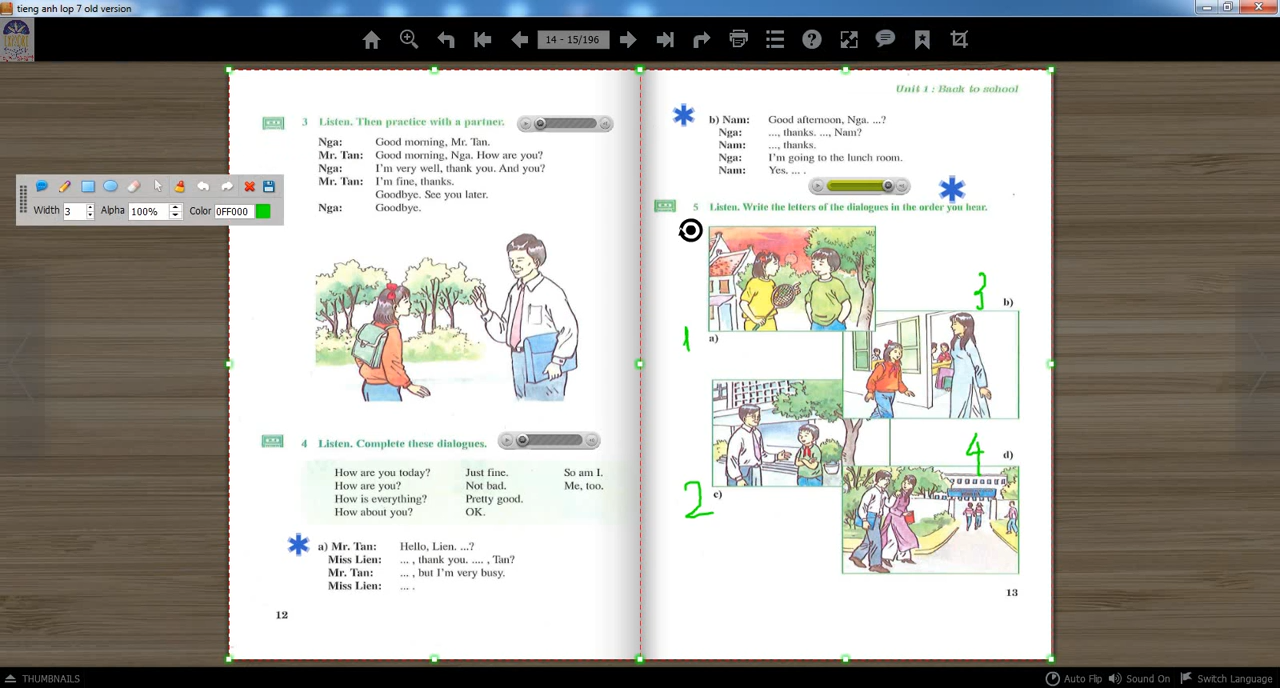 tieng anh lop 7 old version
14 - 15/196
Width 3
Alpha 100%
Color 0FF000
3 Listen. Then practice with a partner.
Nga: Good morning, Mr. Tan.
Mr. Tan: Good morning, Nga. How are you?
Nga: I'm very well, thank you. And you?
Mr. Tan: I'm fine, thanks.
Goodbye. See you later.
Nga: Goodbye.
4 Listen. Complete these dialogues.
How are you today? Just fine. So am I.
How are you? Not bad. Me, too.
How is everything? Pretty good.
How about you? OK.
a) Mr. Tan: Hello, Lien. ...?
Miss Lien: ... , thank you. .... , Tan?
Mr. Tan: ... , but I'm very busy.
Miss Lien: ... .
12
Unit 1 : Back to school
b) Nam: Good afternoon, Nga. ...?
Nga: ..., thanks. ..., Nam?
Nam: ..., thanks.
Nga: I'm going to the lunch room.
Nam: Yes. ... .
5 Listen. Write the letters of the dialogues in the order you hear.
3
b)
1
a)
4
d)
2
c)
13
THUMBNAILS
Auto Flip
Sound On
Switch Language